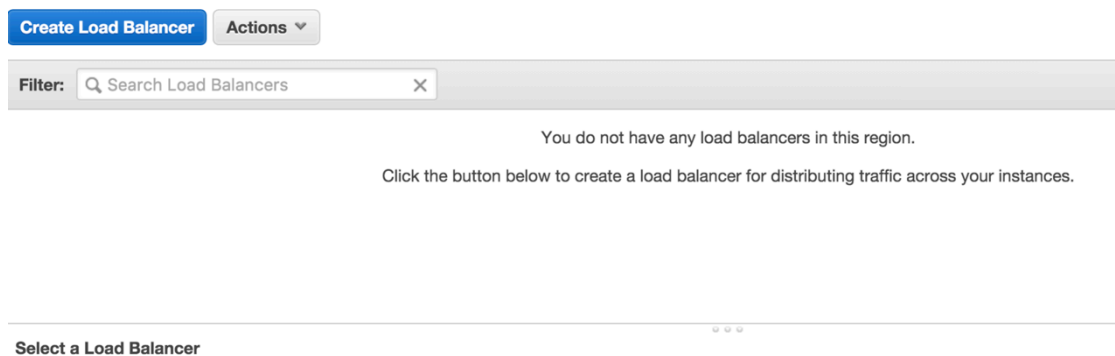 Create Load Balancer Actions
Filter: Search Load Balancers
You do not have any load balancers in this region.
Click the button below to create a load balancer for distributing traffic across your instances.
Select a Load Balancer